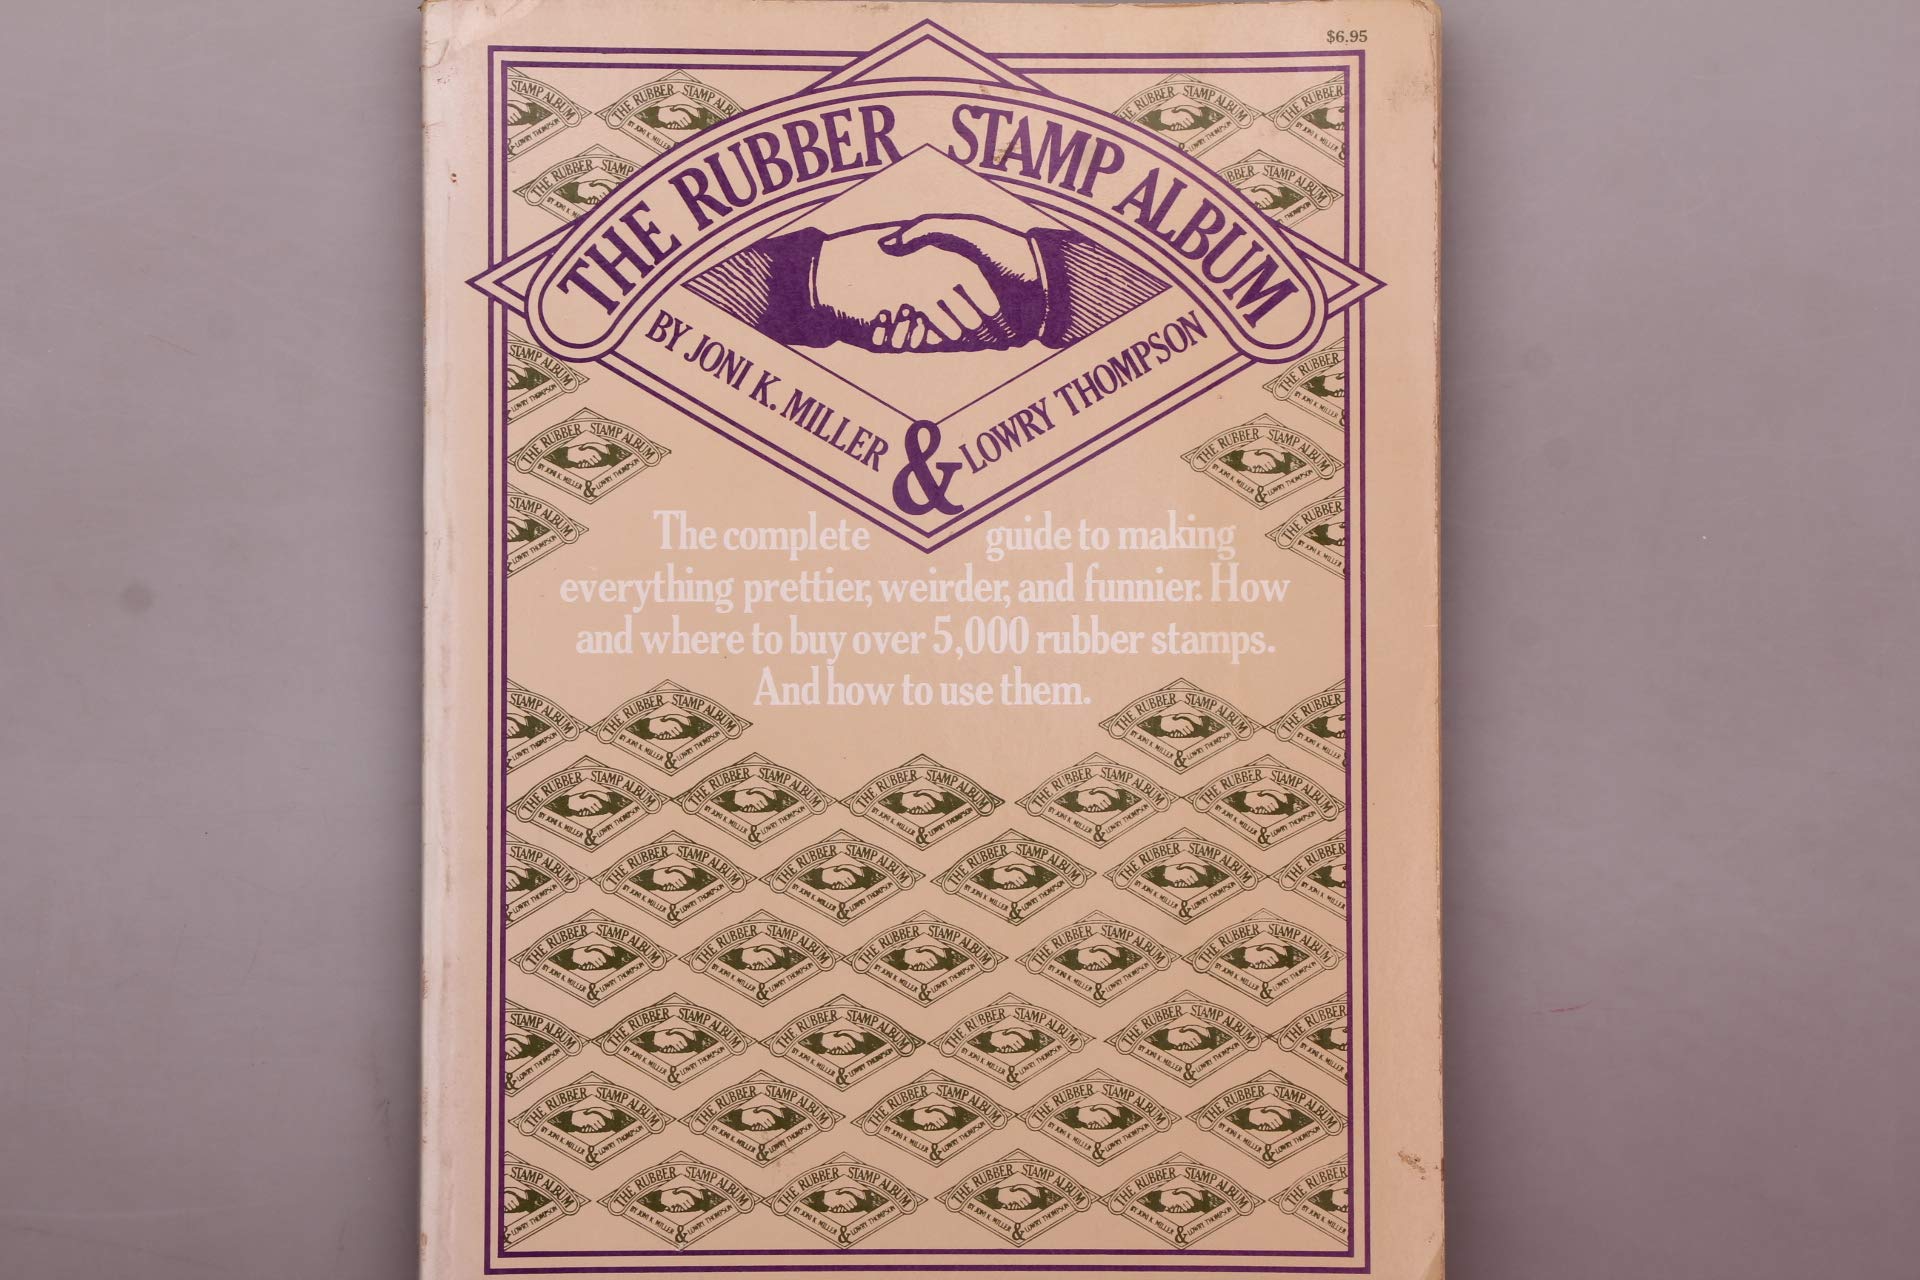 $6.95
THE RUBBER STAMP ALBUM
BY JONI K. MILLER
&
LOWRY THOMPSON
The complete guide to making
everything prettier, weirder, and funnier. How
and where to buy over 5,000 rubber stamps.
And how to use them.